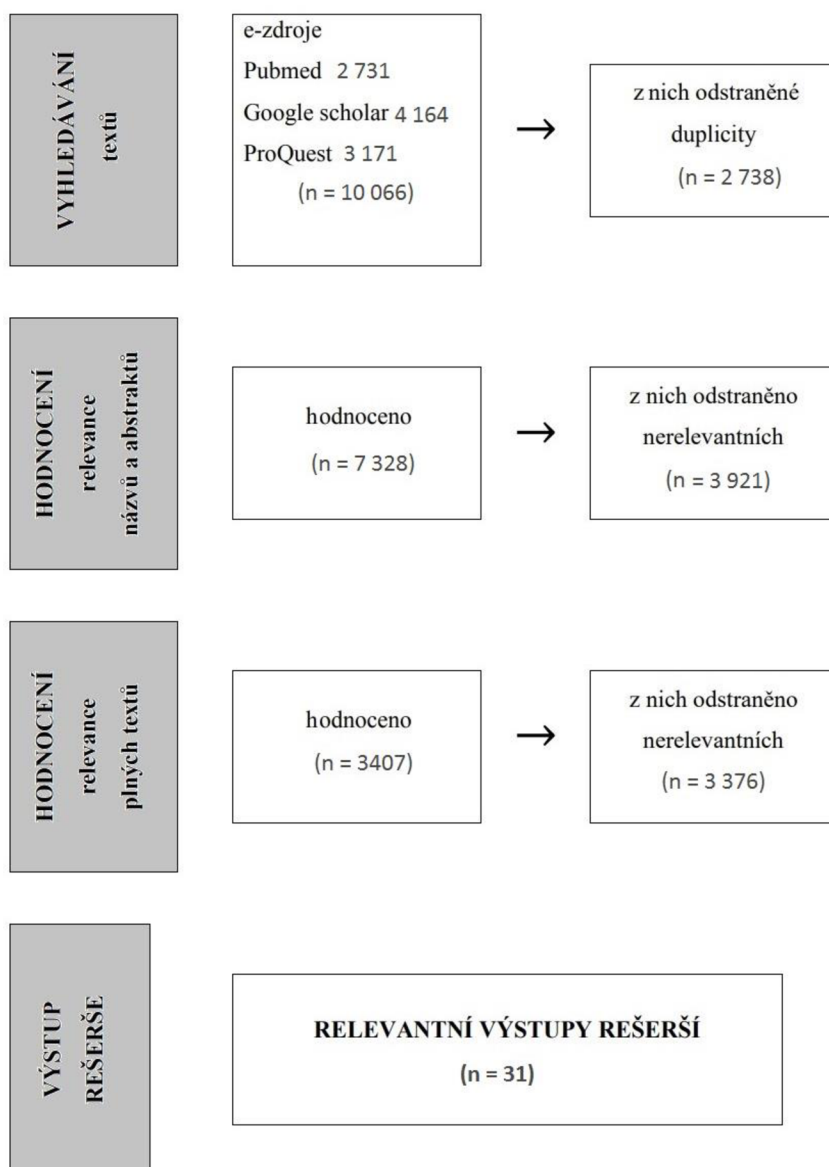 VYHLEDÁVÁNÍ
textů
e-zdroje
Pubmed 2 731
Google scholar 4 164
ProQuest 3 171
(n = 10 066)
→
z nich odstraněné
duplicity
(n = 2 738)
HODNOCENÍ
relevance
názvů a abstraktů
hodnoceno
(n = 7 328)
→
z nich odstraněno
nerelevantních
(n = 3 921)
HODNOCENÍ
relevance
plných textů
hodnoceno
(n = 3407)
→
z nich odstraněno
nerelevantních
(n = 3 376)
VÝSTUP
REŠERŠE
RELEVANTNÍ VÝSTUPY REŠERŠÍ
(n = 31)